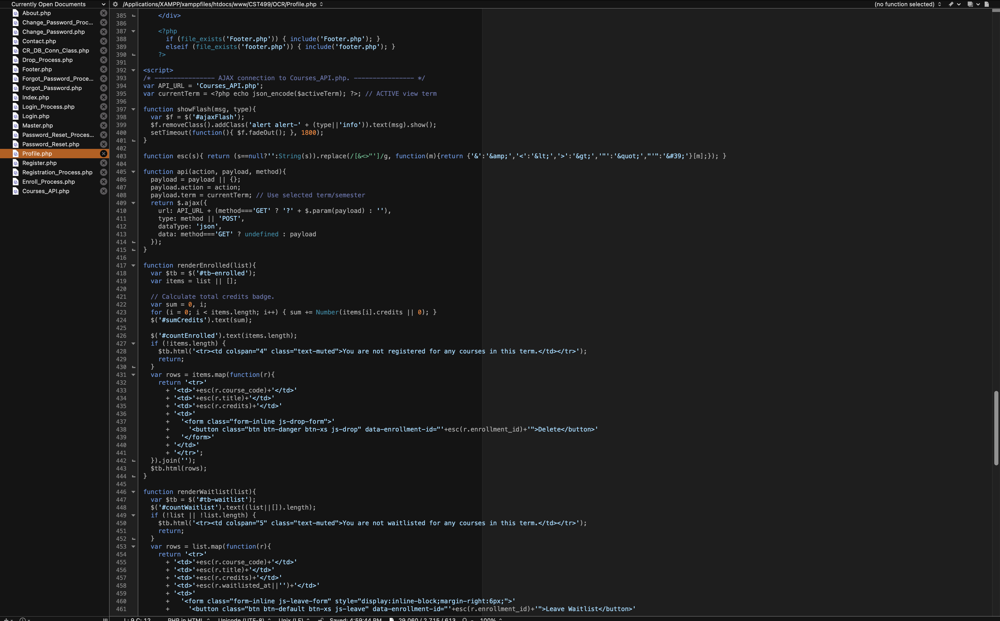 Currently Open Documents
/Applications/XAMPP/xamppfiles/htdocs/www/CST499/OCR/Profile.php
(no function selected)
About.php
Change_Password_Proc...
Change_Password.php
Contact.php
CR_DB_Conn_Class.php
Drop_Process.php
Footer.php
Forgot_Password_Proce...
Forgot_Password.php
Index.php
Login_Process.php
Login.php
Master.php
Password_Reset_Proces...
Password_Reset.php
Profile.php
Register.php
Registration_Process.php
Enroll_Process.php
Courses_API.php
385     </div>
386
387     <?php
388       if (file_exists('Footer.php')) { include('Footer.php'); }
389       elseif (file_exists('footer.php')) { include('footer.php'); }
390     ?>
391
392 <script>
393 /* ---------------- AJAX connection to Courses_API.php. ---------------- */
394 var API_URL = 'Courses_API.php';
395 var currentTerm = <?php echo json_encode($activeTerm); ?>; // ACTIVE view term
396
397 function showFlash(msg, type){
398   var $f = $('#ajaxFlash');
399   $f.removeClass().addClass('alert alert-' + (type||'info')).text(msg).show();
400   setTimeout(function(){ $f.fadeOut(); }, 1800);
401 }
402
403 function esc(s){ return (s==null?'':String(s)).replace(/[&<>"']/g, function(m){return {'&':'&amp;','<':'&lt;','>':'&gt;','"':'&quot;',"'":'&#39;'}[m];}); }
404
405 function api(action, payload, method){
406   payload = payload || {};
407   payload.action = action;
408   payload.term = currentTerm; // Use selected term/semester
409   return $.ajax({
410     url: API_URL + (method==='GET' ? '?' + $.param(payload) : ''),
411     type: method || 'POST',
412     dataType: 'json',
413     data: method==='GET' ? undefined : payload
414   });
415 }
416
417 function renderEnrolled(list){
418   var $tb = $('#tb-enrolled');
419   var items = list || [];
420
421   // Calculate total credits badge.
422   var sum = 0, i;
423   for (i = 0; i < items.length; i++) { sum += Number(items[i].credits || 0); }
424   $('#sumCredits').text(sum);
425
426   $('#countEnrolled').text(items.length);
427   if (!items.length) {
428     $tb.html('<tr><td colspan="4" class="text-muted">You are not registered for any courses in this term.</td></tr>');
429     return;
430   }
431   var rows = items.map(function(r){
432     return '<tr>'
433       + '<td>'+esc(r.course_code)+'</td>'
434       + '<td>'+esc(r.title)+'</td>'
435       + '<td>'+esc(r.credits)+'</td>'
436       + '<td>'
437       +   '<form class="form-inline js-drop-form">'
438       +     '<button class="btn btn-danger btn-xs js-drop" data-enrollment-id="'+esc(r.enrollment_id)+'">Delete</button>'
439       +   '</form>'
440       + '</td>'
441       + '</tr>';
442   }).join('');
443   $tb.html(rows);
444 }
445
446 function renderWaitlist(list){
447   var $tb = $('#tb-waitlist');
448   $('#countWaitlist').text((list||[]).length);
449   if (!list || !list.length) {
450     $tb.html('<tr><td colspan="5" class="text-muted">You are not waitlisted for any courses in this term.</td></tr>');
451     return;
452   }
453   var rows = list.map(function(r){
454     return '<tr>'
455       + '<td>'+esc(r.course_code)+'</td>'
456       + '<td>'+esc(r.title)+'</td>'
457       + '<td>'+esc(r.credits)+'</td>'
458       + '<td>'+esc(r.waitlisted_at||'')+'</td>'
459       + '<td>'
460       +   '<form class="form-inline js-leave-form" style="display:inline-block;margin-right:6px;">'
461       +     '<button class="btn btn-default btn-xs js-leave" data-enrollment-id="'+esc(r.enrollment_id)+'">Leave Waitlist</button>'
L: 9 C: 12 PHP in HTML Unicode (UTF-8) Unix (LF) Saved: 4:59:44 PM 29,060 / 2,715 / 613 - 100%